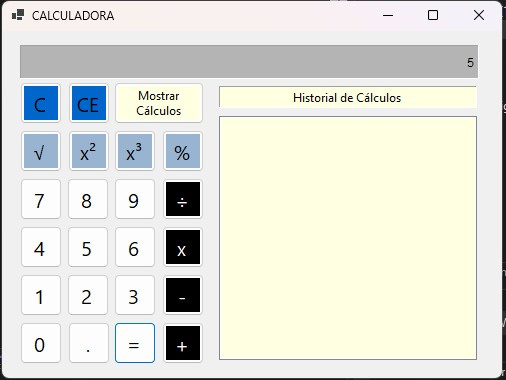 CALCULADORA
5
C CE Mostrar
Cálculos
Historial de Cálculos
√ x² x³ %
7 8 9 ÷
4 5 6 x
1 2 3 -
0 . = +